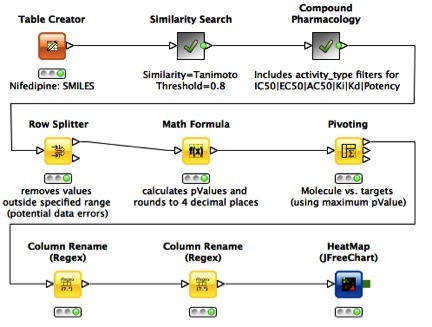 Table Creator
Nifedipine: SMILES
Similarity Search
Similarity=Tanimoto
Threshold=0.8
Compound
Pharmacology
Includes activity_type filters for
IC50|EC50|AC50|Ki|Kd|Potency
Row Splitter
removes values
outside specified range
(potential data errors)
Math Formula
f(x)
calculates pValues and
rounds to 4 decimal places
Pivoting
Molecule vs. targets
(using maximum pValue)
Column Rename
(Regex)
Regex
(?:*)
Column Rename
(Regex)
Regex
(?:*)
HeatMap
(JFreeChart)